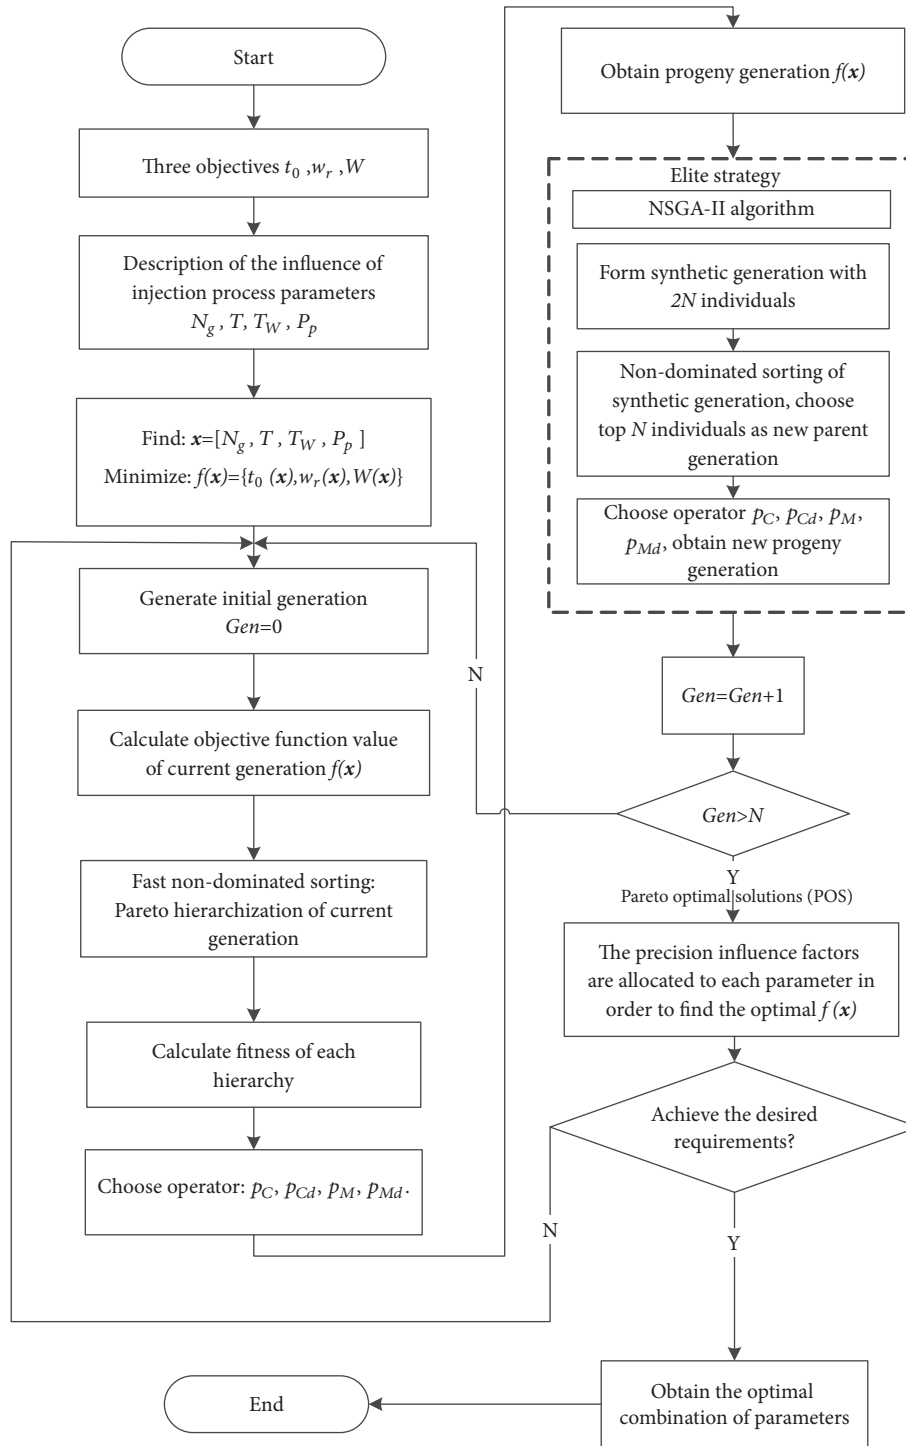 Start
Three objectives t0 ,wr ,W
Description of the influence of
injection process parameters
Ng , T, TW , Pp
Find: x=[Ng , T , TW , Pp ]
Minimize: f(x)={t0 (x),wr(x),W(x)}
Generate initial generation
Gen=0
Calculate objective function value
of current generation f(x)
Fast non-dominated sorting:
Pareto hierarchization of current
generation
Calculate fitness of each
hierarchy
Choose operator: pC, pCd, pM, pMd.
Obtain progeny generation f(x)
Elite strategy
NSGA-II algorithm
Form synthetic generation with
2N individuals
Non-dominated sorting of
synthetic generation, choose
top N individuals as new parent
generation
Choose operator pC, pCd, pM,
pMd, obtain new progeny
generation
Gen=Gen+1
Gen>N
N
Y
Pareto optimal solutions (POS)
The precision influence factors
are allocated to each parameter in
order to find the optimal f (x)
Achieve the desired
requirements?
N
Y
Obtain the optimal
combination of parameters
End